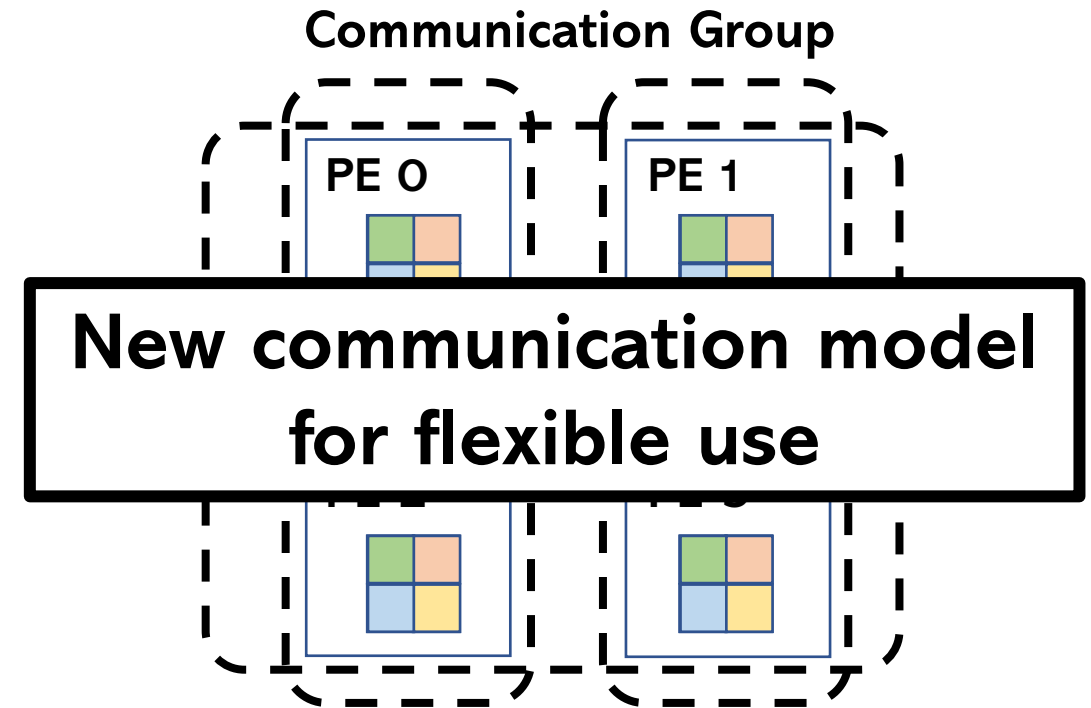 Communication Group
PE 0
PE 1
New communication model
for flexible use